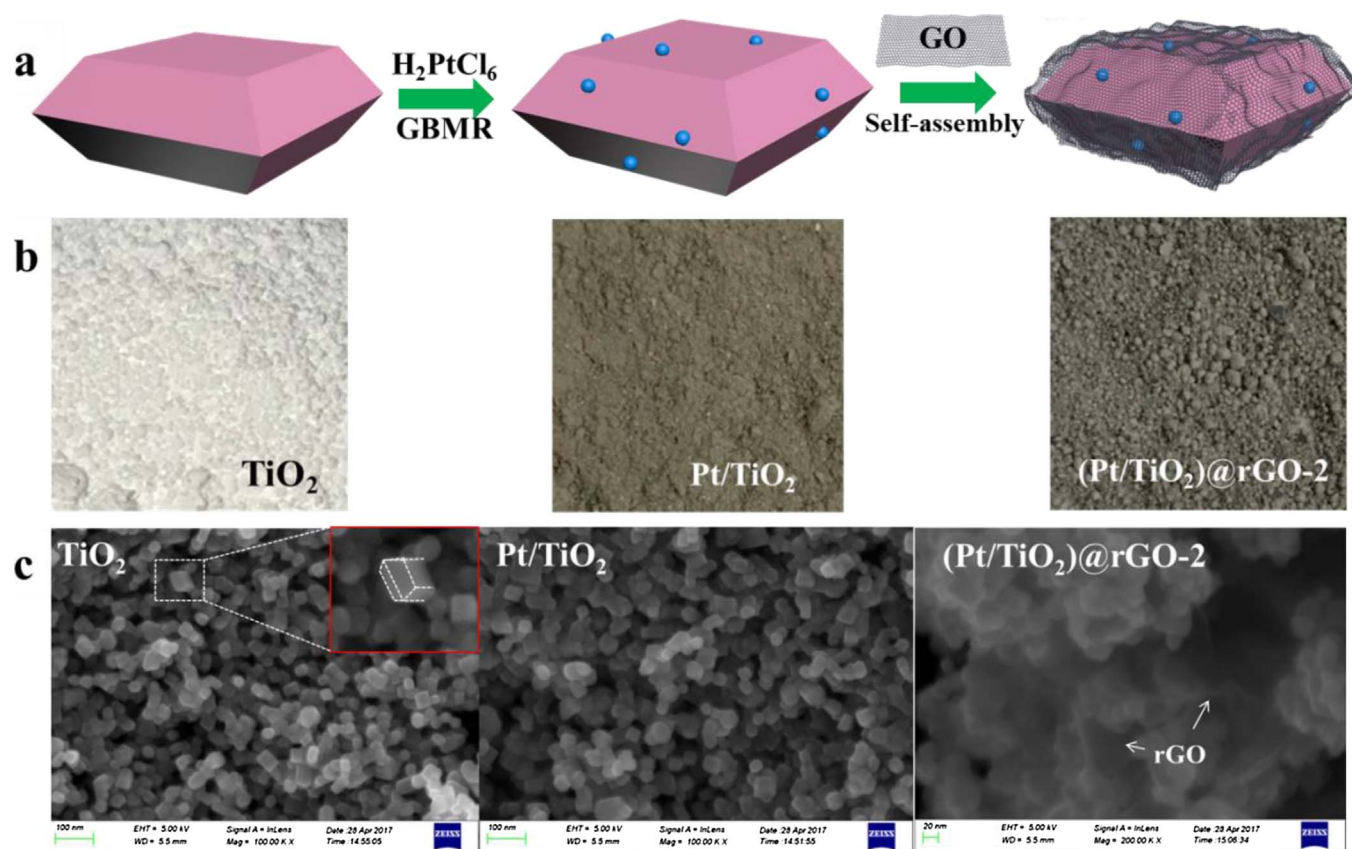 a
H₂PtCl₆
GBMR
GO
Self-assembly
b
TiO₂
Pt/TiO₂
(Pt/TiO₂)@rGO-2
c
TiO₂
Pt/TiO₂
(Pt/TiO₂)@rGO-2
rGO
100 nm
EHT = 5.00 kV
WD = 5.5 mm
Signal A = InLens
Mag = 100.00 K X
Date :28 Apr 2017
Time :14:55:05
ZEISS
100 nm
EHT = 5.00 kV
WD = 5.5 mm
Signal A = InLens
Mag = 100.00 K X
Date :28 Apr 2017
Time :14:51:55
ZEISS
20 nm
EHT = 5.00 kV
WD = 5.5 mm
Signal A = InLens
Mag = 200.00 K X
Date :28 Apr 2017
Time :15:06:34
ZEISS